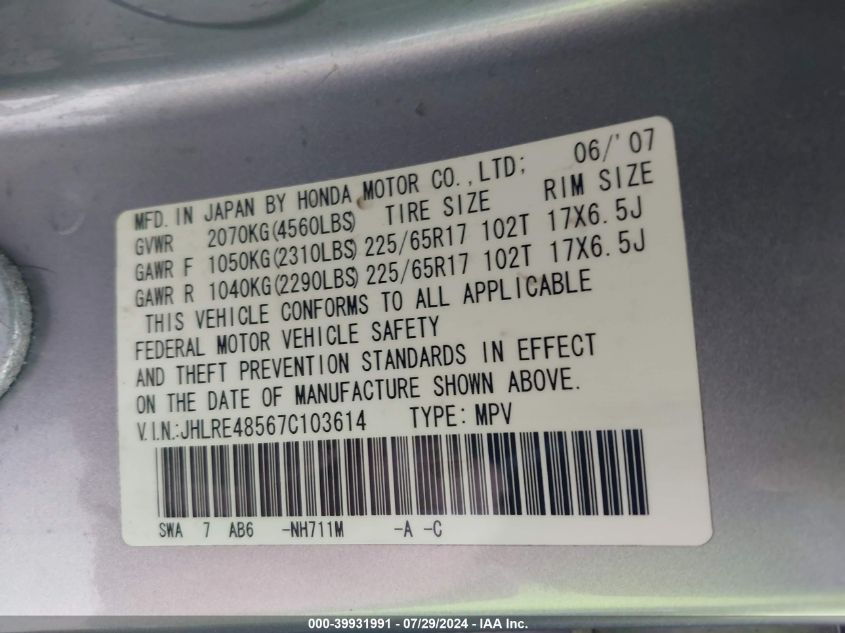 MFD. IN JAPAN BY HONDA MOTOR CO., LTD; 06/'07
GVWR 2070KG(4560LBS) TIRE SIZE RIM SIZE
GAWR F 1050KG(2310LBS) 225/65R17 102T 17X6.5J
GAWR R 1040KG(2290LBS) 225/65R17 102T 17X6.5J
THIS VEHICLE CONFORMS TO ALL APPLICABLE
FEDERAL MOTOR VEHICLE SAFETY
AND THEFT PREVENTION STANDARDS IN EFFECT
ON THE DATE OF MANUFACTURE SHOWN ABOVE.
V.I.N.:JHLRE48567C103614 TYPE: MPV
SWA 7 AB6 -NH711M -A -C
000-39931991 - 07/29/2024 - IAA Inc.